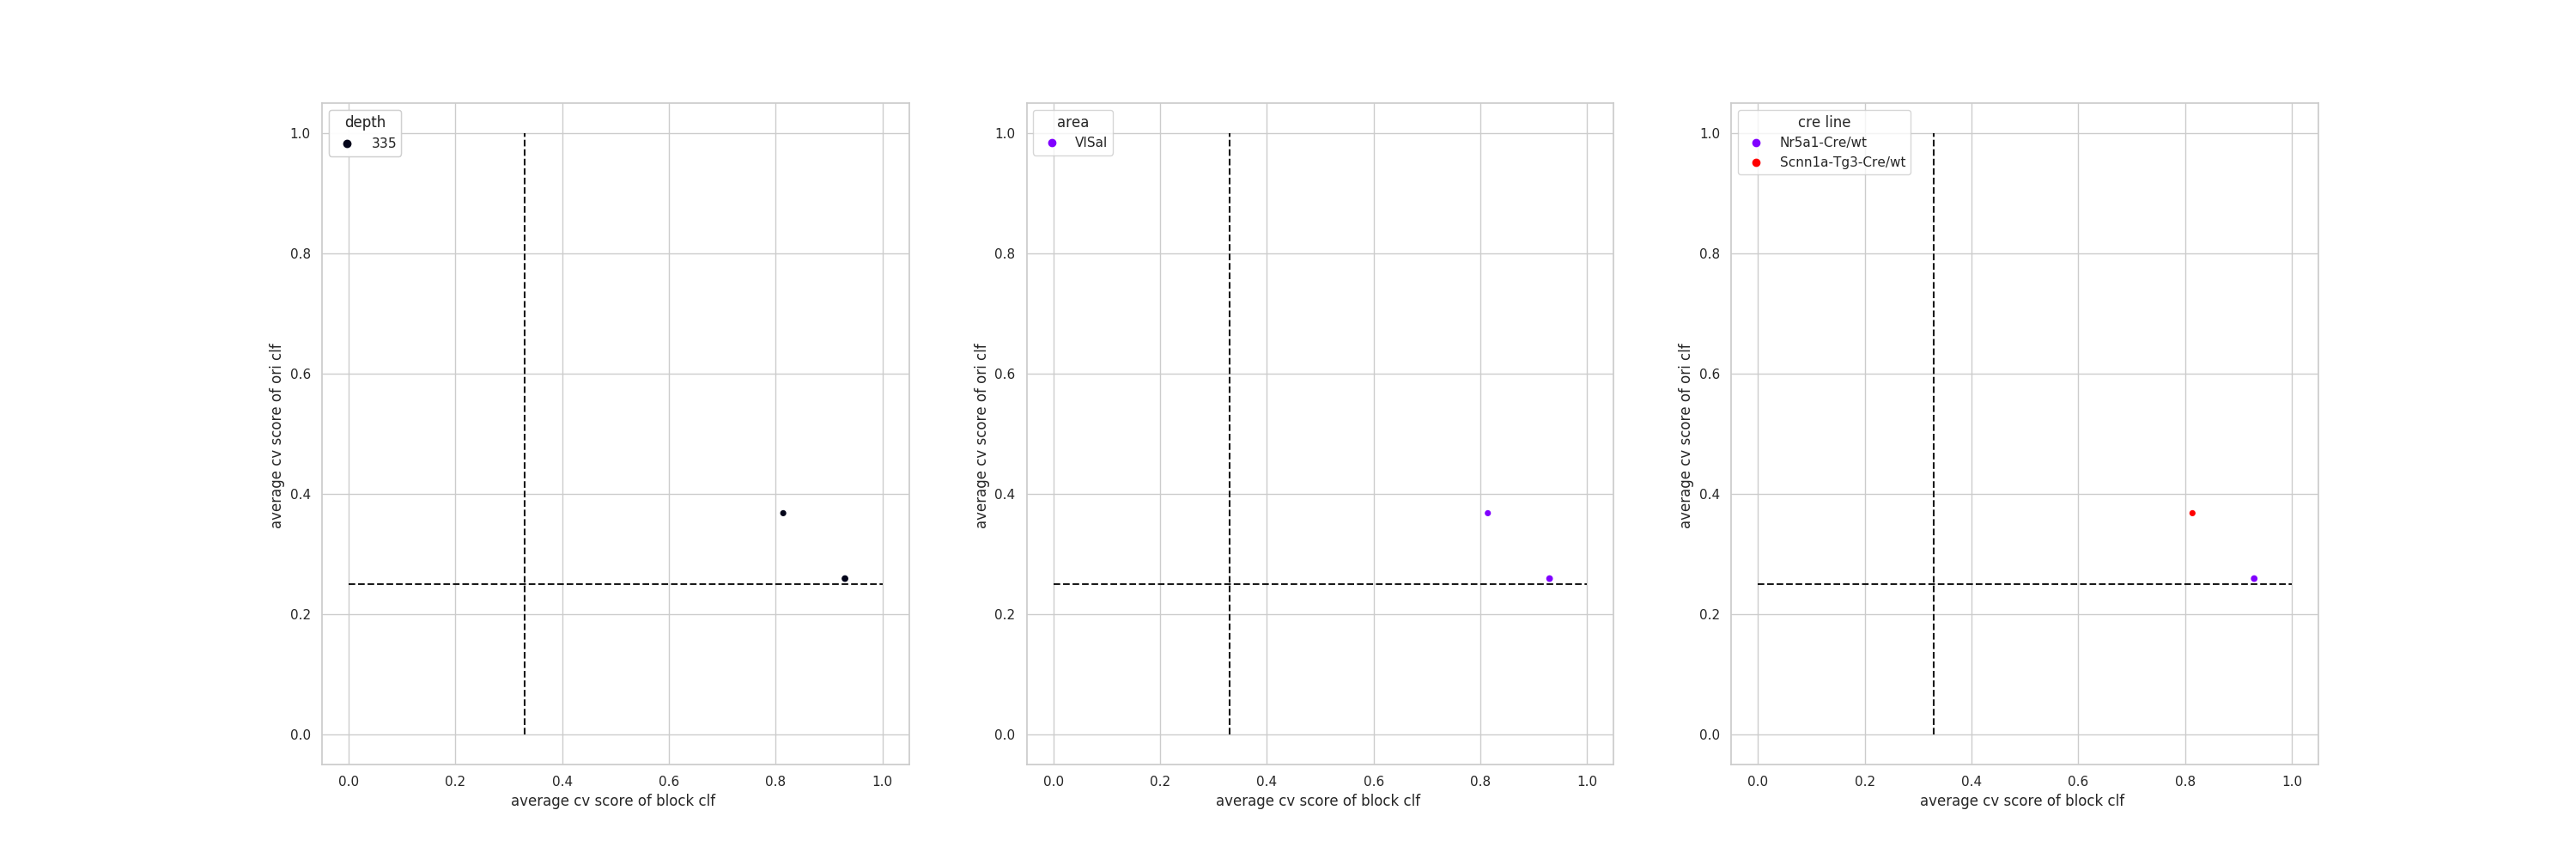 depth
335
1.0
0.8
0.6
0.4
0.2
0.0
average cv score of ori clf
0.0 0.2 0.4 0.6 0.8 1.0
average cv score of block clf
area
VISal
1.0
0.8
0.6
0.4
0.2
0.0
average cv score of ori clf
0.0 0.2 0.4 0.6 0.8 1.0
average cv score of block clf
cre line
Nr5a1-Cre/wt
Scnn1a-Tg3-Cre/wt
1.0
0.8
0.6
0.4
0.2
0.0
average cv score of ori clf
0.0 0.2 0.4 0.6 0.8 1.0
average cv score of block clf